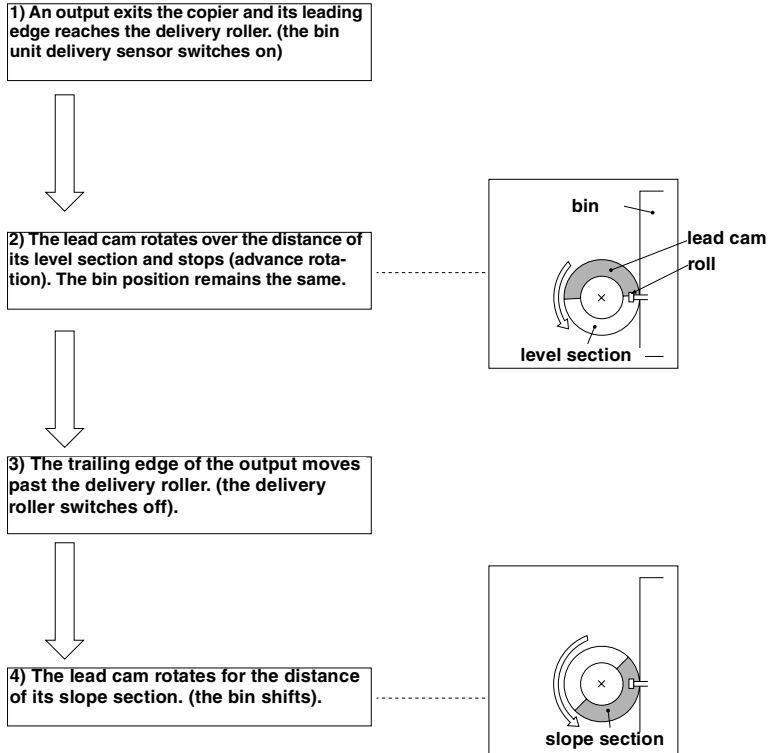 1) An output exits the copier and its leading
edge reaches the delivery roller. (the bin
unit delivery sensor switches on)
2) The lead cam rotates over the distance of
its level section and stops (advance rota-
tion). The bin position remains the same.
bin
lead cam
roll
level section
3) The trailing edge of the output moves
past the delivery roller. (the delivery
roller switches off).
4) The lead cam rotates for the distance
of its slope section. (the bin shifts).
slope section